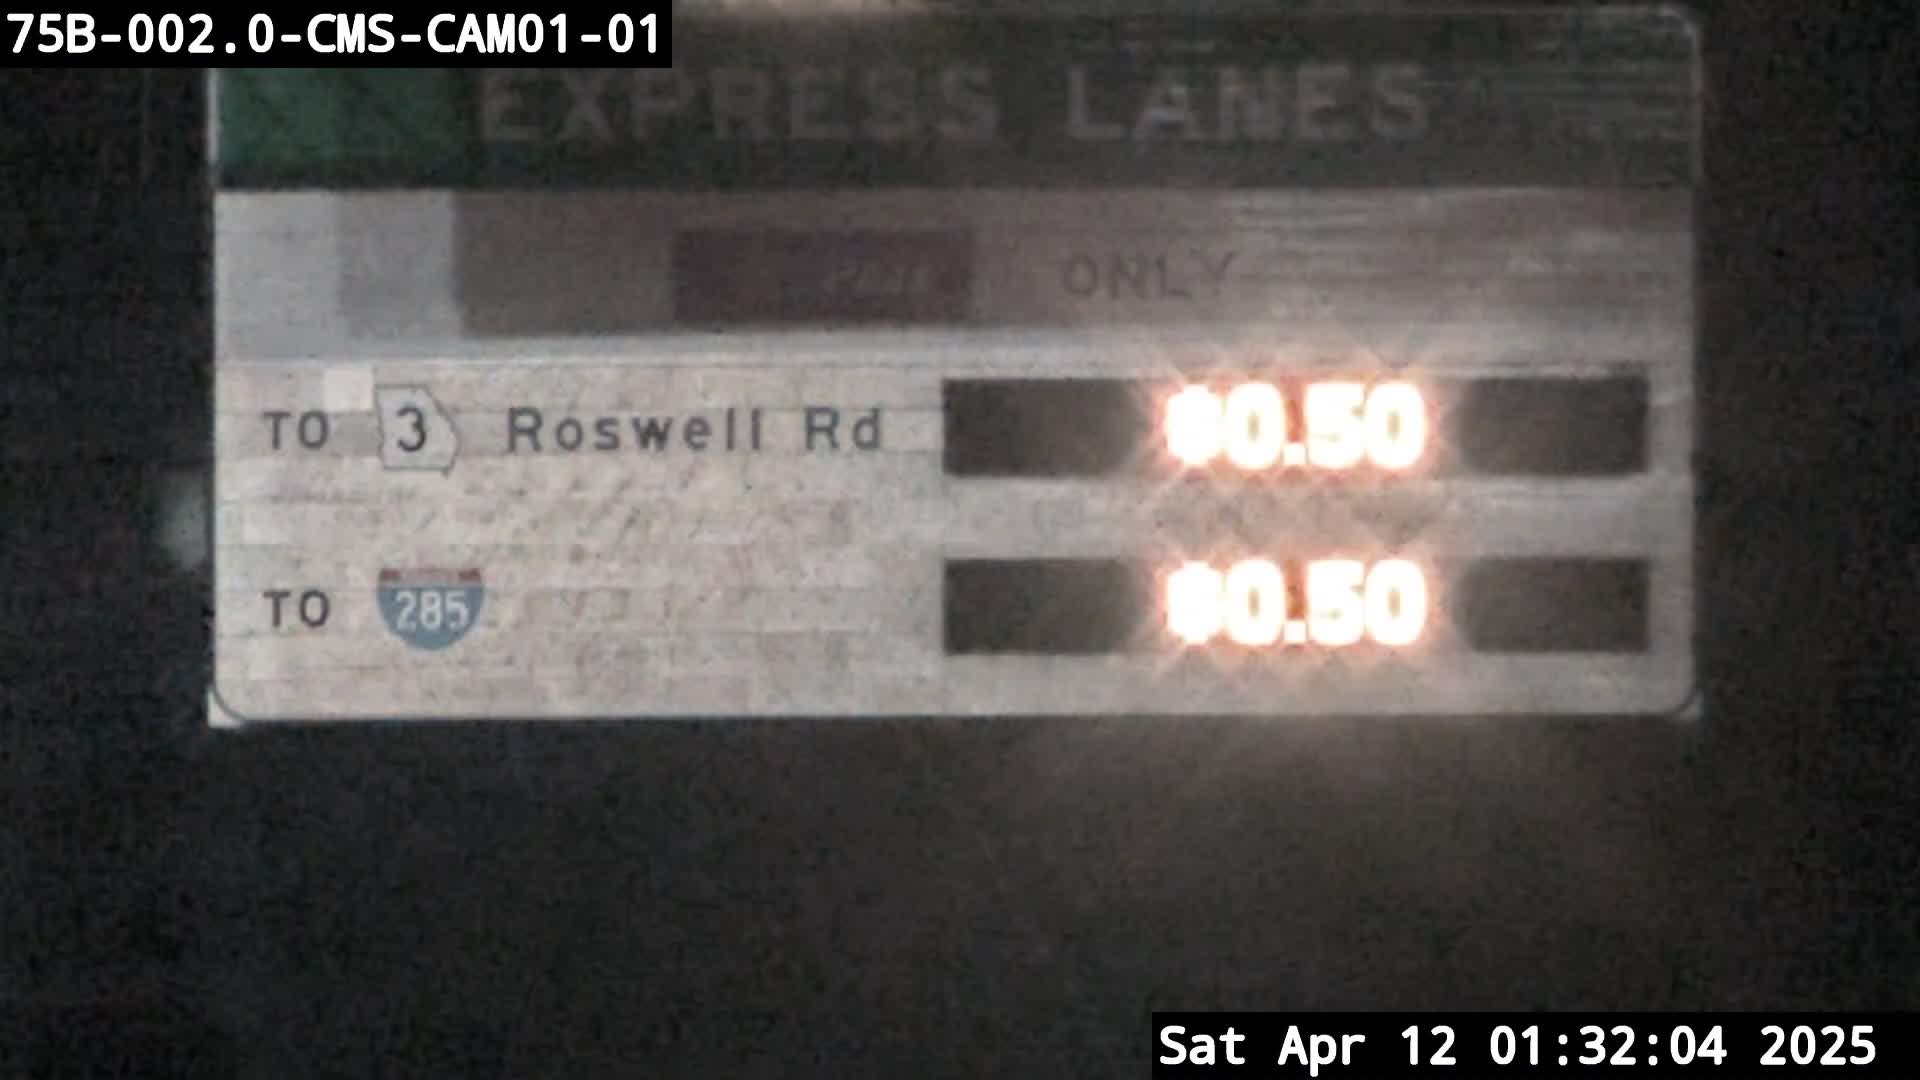 75B-002.0-CMS-CAM01-01
EXPRESS LANES
ONLY
TO 3 Roswell Rd $0.50
TO 285 $0.50
Sat Apr 12 01:32:04 2025